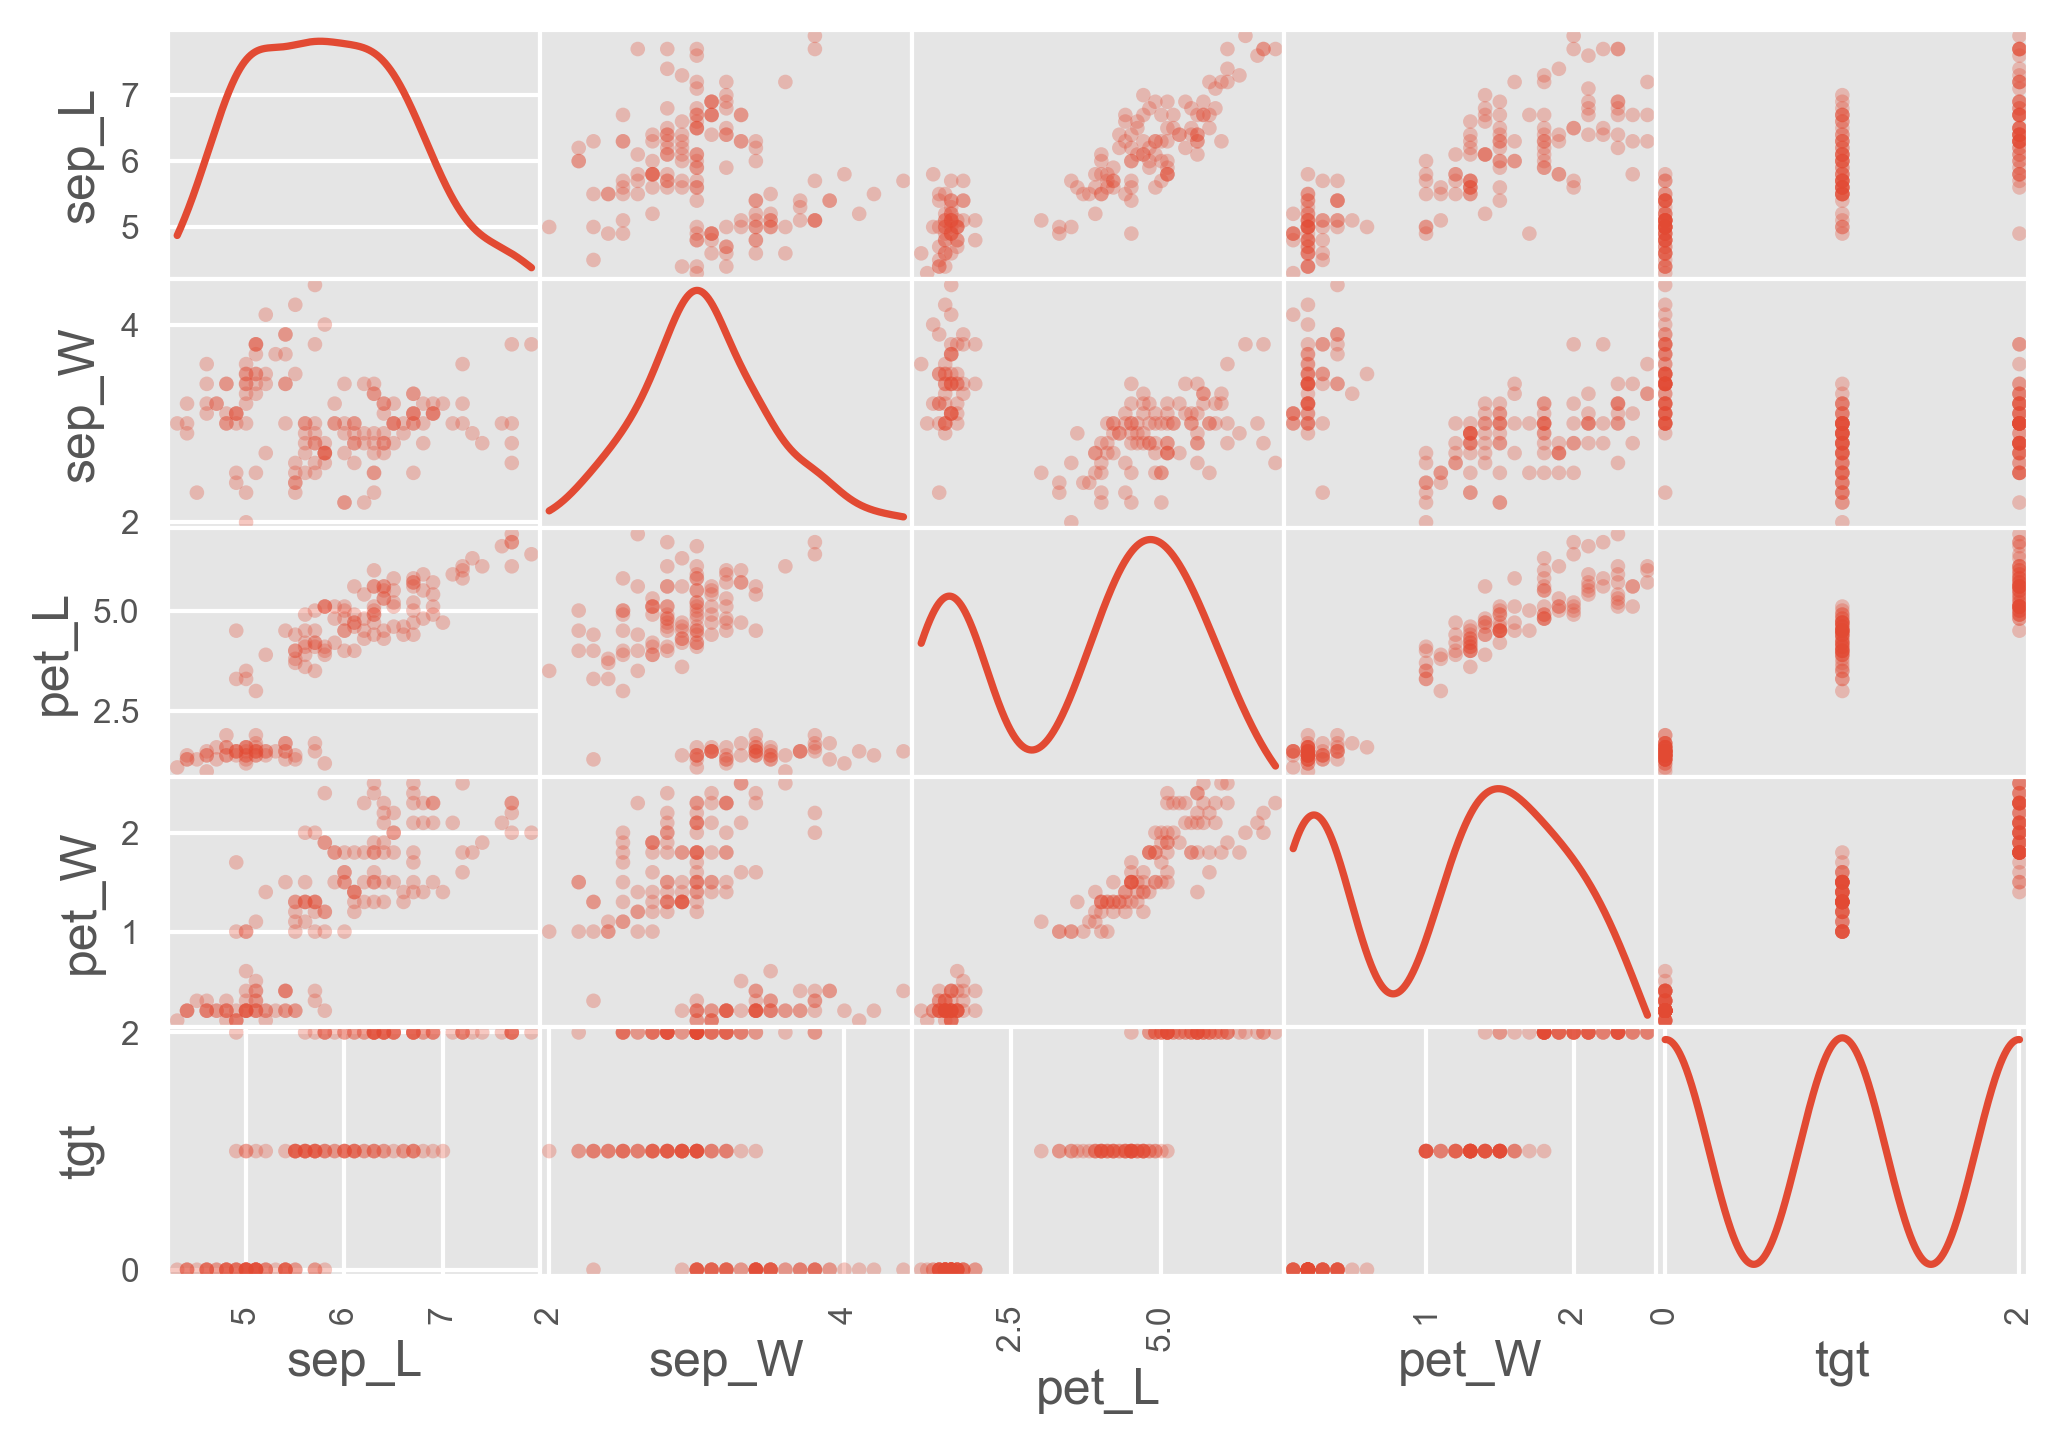 sep_L
7
6
5
sep_W
4
2
pet_L
5.0
2.5
pet_W
2
1
tgt
2
0
5 6 7 2 4 2.5 5.0 1 2 0 2
sep_L sep_W pet_L pet_W tgt